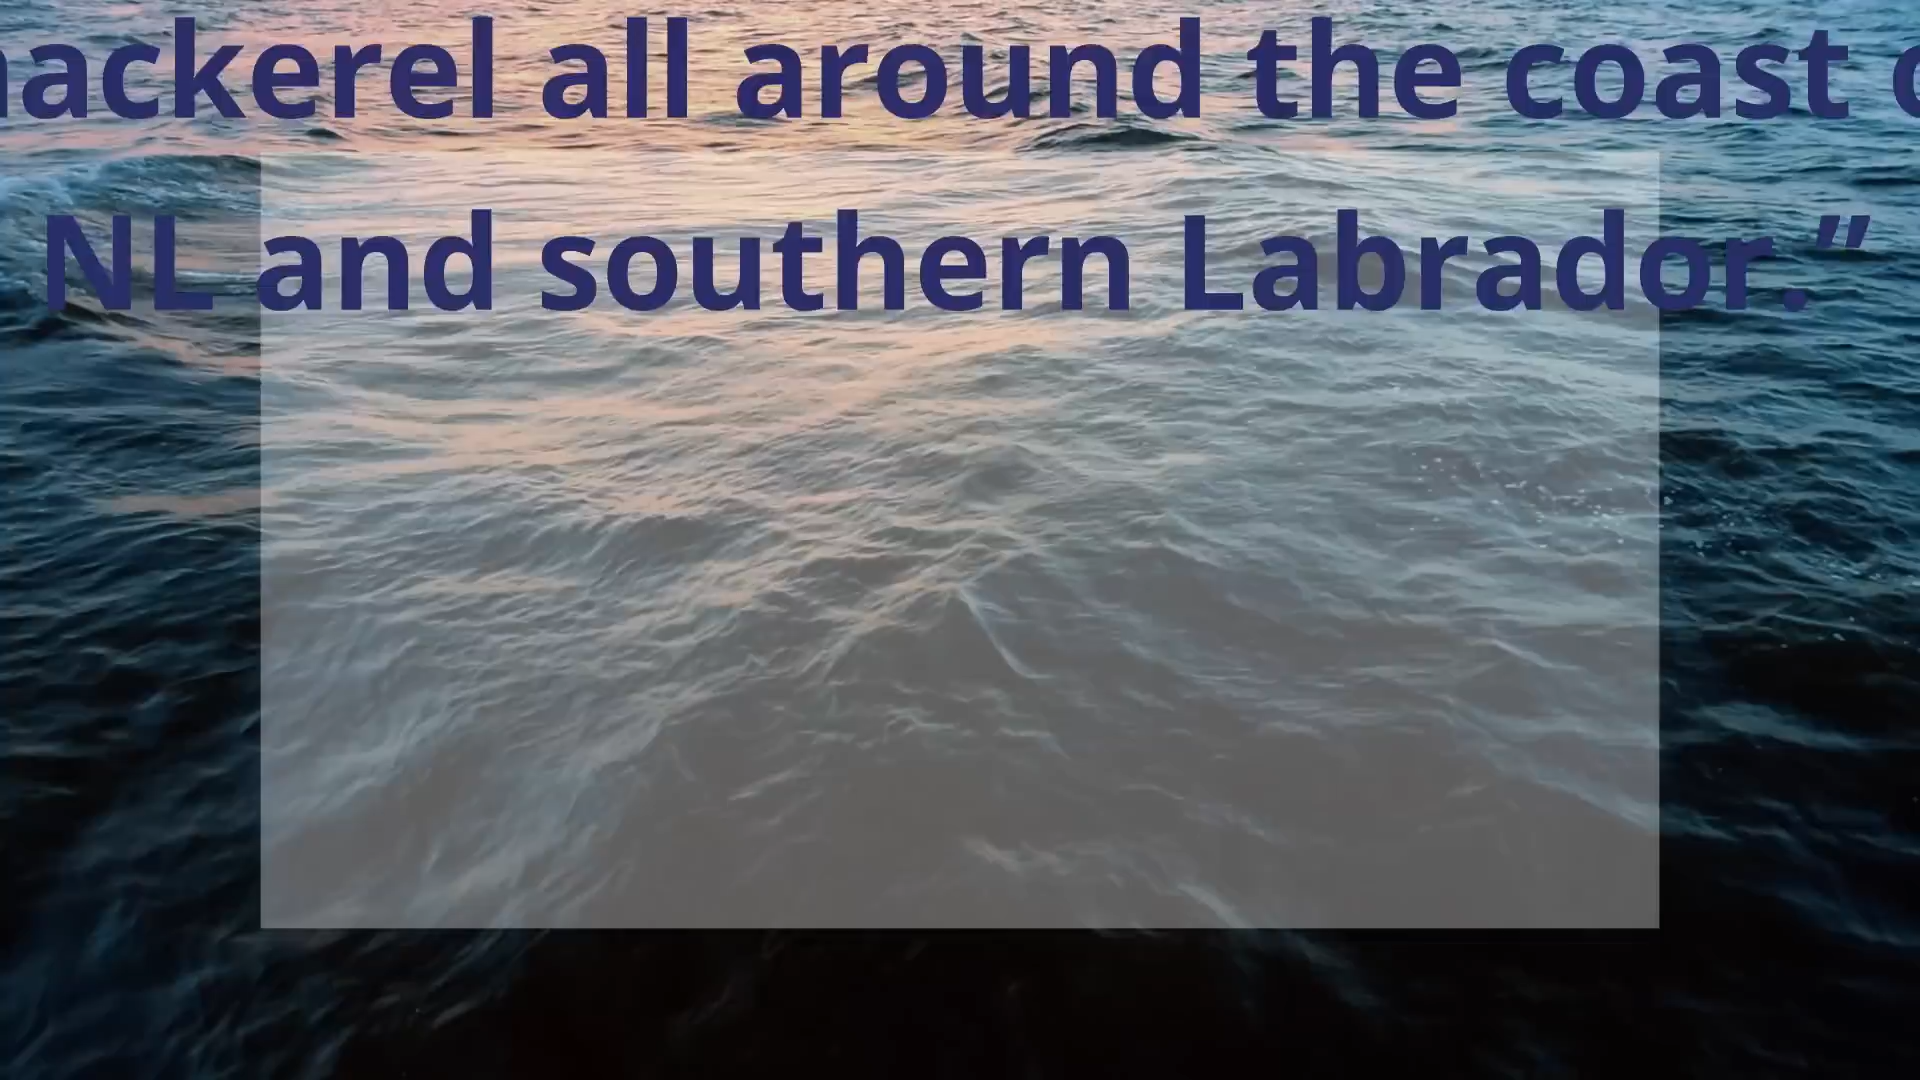 ackerel all around the coast
NL and southern Labrador.”